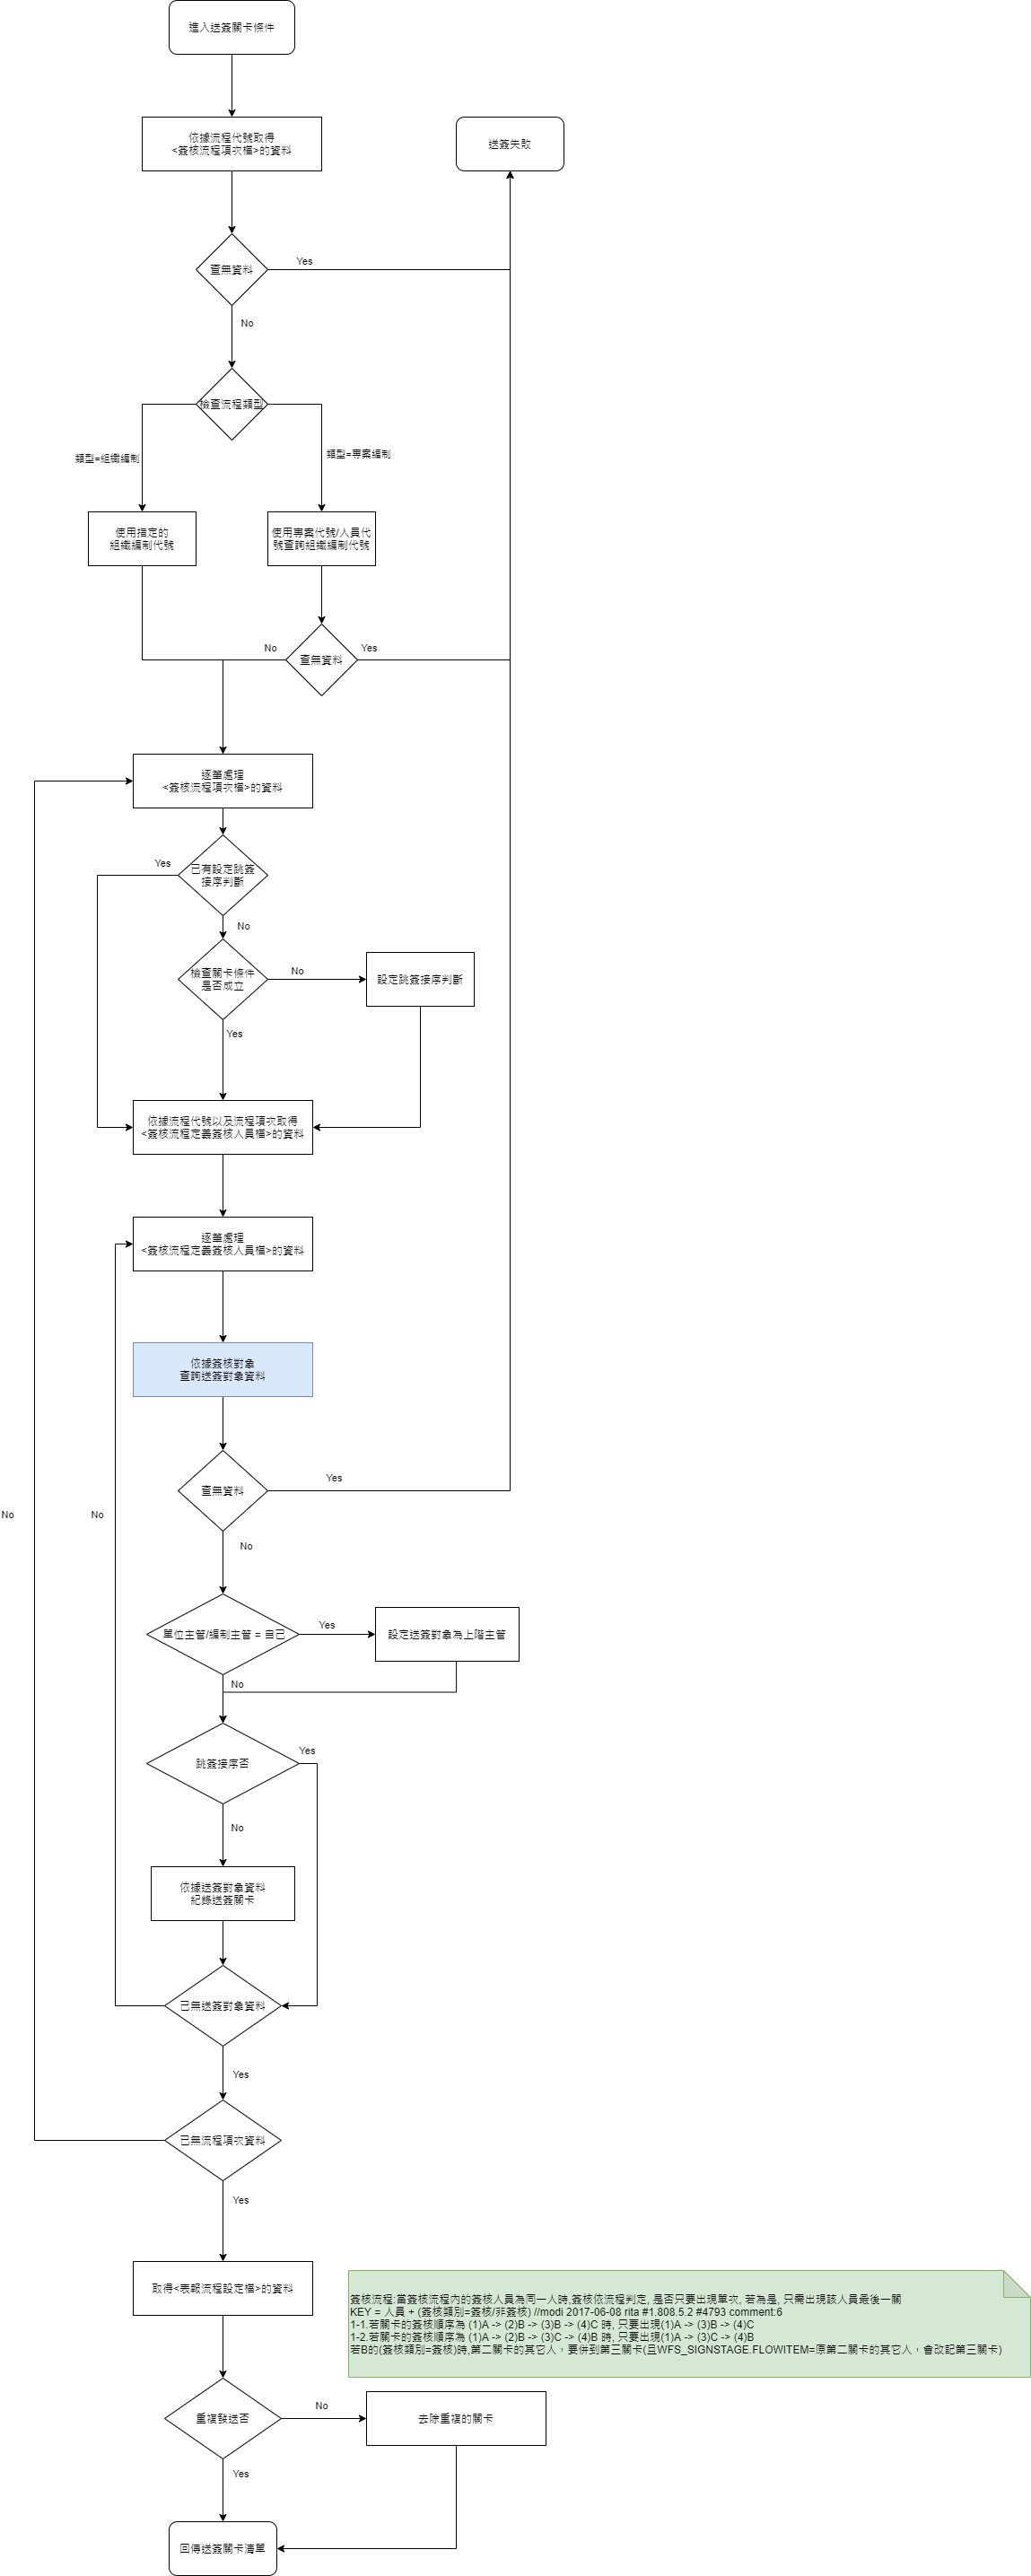 進入送簽關卡條件
依據流程代號取得
<簽核流程項次檔>的資料
送簽失敗
查無資料
Yes
No
檢查流程類型
類型=組織編制
類型=專案編制
使用指定的
組織編制代號
使用專案代號/人員代
號查詢組織編制代號
No
查無資料
Yes
逐筆處理
<簽核流程項次檔>的資料
Yes
已有設定跳簽
接序判斷
No
檢查關卡條件
是否成立
No
設定跳簽接序判斷
Yes
依據流程代號以及流程項次取得
<簽核流程定義簽核人員檔>的資料
逐筆處理
<簽核流程定義簽核人員檔>的資料
依據簽核對象
查詢送簽對象資料
查無資料
Yes
No
No
No
單位主管/編制主管 = 自己
Yes
設定送簽對象為上階主管
No
跳簽接序否
Yes
No
依據送簽對象資料
紀錄送簽關卡
已無送簽對象資料
Yes
已無流程項次資料
Yes
取得<表報流程設定檔>的資料
簽核流程:當簽核流程內的簽核人員為同一人時,簽核依流程判定, 是否只要出現單次, 若為是, 只需出現該人員最後一關
KEY = 人員 + (簽核類別=簽核/非簽核) //modi 2017-06-08 rita #1.808.5.2 #4793 comment:6
1-1.若關卡的簽核順序為 (1)A -> (2)B -> (3)B -> (4)C 時, 只要出現(1)A -> (3)B -> (4)C
1-2.若關卡的簽核順序為 (1)A -> (2)B -> (3)C -> (4)B 時, 只要出現(1)A -> (3)C -> (4)B
若B的(簽核類別=簽核)時,第二關卡的其它人，要併到第三關卡(且WFS_SIGNSTAGE.FLOWITEM=原第二關卡的其它人，會改記第三關卡)
重複發送否
No
去除重複的關卡
Yes
回傳送簽關卡清單